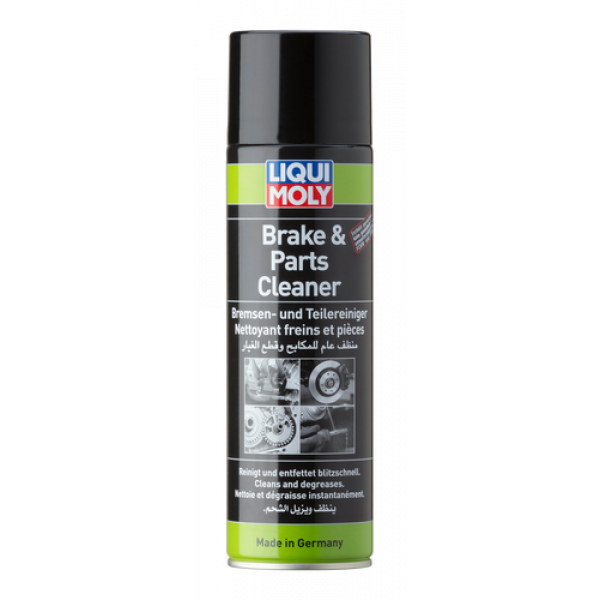 LIQUI
MOLY
Brake &
Parts
Cleaner
Bremsen- und Teilereiniger
Nettoyant freins et pièces
منظف عام للمكابح وقطع الغيار
Reinigt und entfettet blitzschnell.
Cleans and degreases.
Nettoie et dégraisse instantanément.
ينظف ويزيل الشحم.
Made in Germany